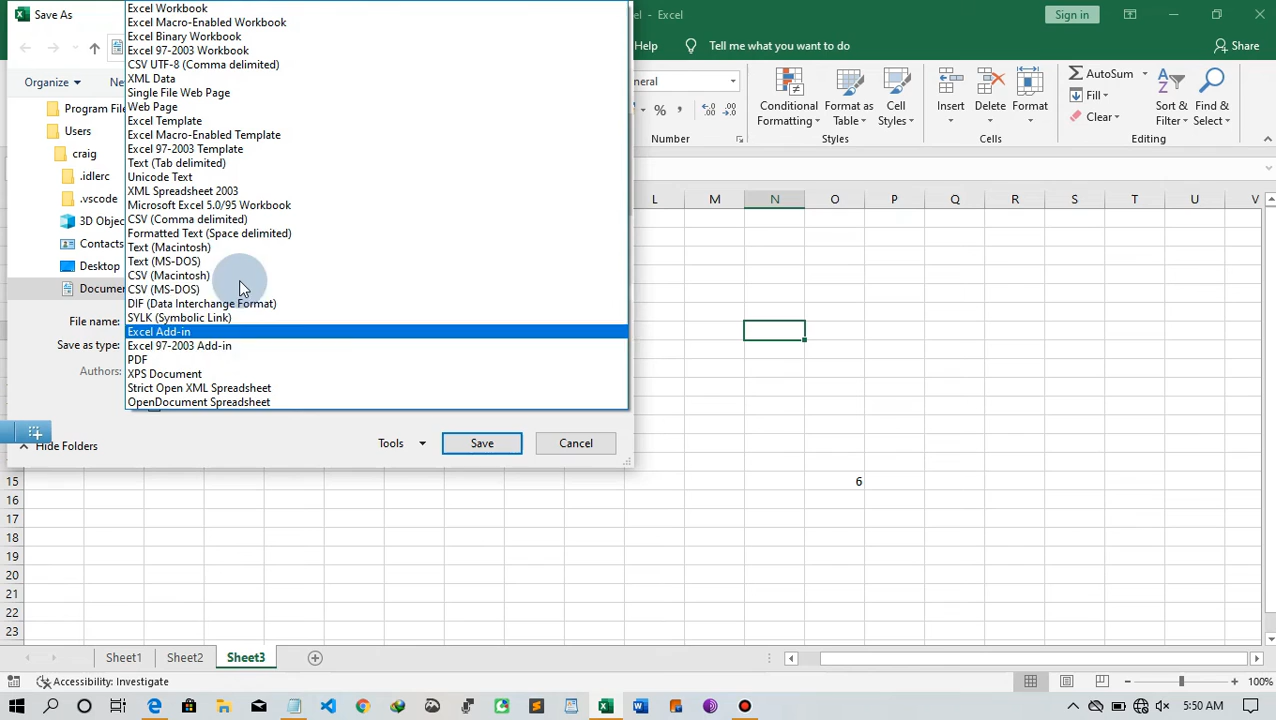 Save As
- Excel
Sign in
Excel Workbook
Excel Macro-Enabled Workbook
Excel Binary Workbook
Excel 97-2003 Workbook
CSV UTF-8 (Comma delimited)
XML Data
Single File Web Page
Web Page
Excel Template
Excel Macro-Enabled Template
Excel 97-2003 Template
Text (Tab delimited)
Unicode Text
XML Spreadsheet 2003
Microsoft Excel 5.0/95 Workbook
CSV (Comma delimited)
Formatted Text (Space delimited)
Text (Macintosh)
Text (MS-DOS)
CSV (Macintosh)
CSV (MS-DOS)
DIF (Data Interchange Format)
SYLK (Symbolic Link)
Excel Add-in
Excel 97-2003 Add-in
PDF
XPS Document
Strict Open XML Spreadsheet
OpenDocument Spreadsheet
Organize
Ne
Program File
Users
craig
.idlerc
.vscode
3D Objec
Contacts
Desktop
Documen
File name:
Save as type:
Authors:
Hide Folders
Tools
Save
Cancel
Help
Tell me what you want to do
Share
neral
%
Number
Conditional Formatting
Format as Table
Cell Styles
Styles
Insert
Delete
Format
Cells
AutoSum
Fill
Clear
Sort & Filter
Find & Select
Editing
L M N O P Q R S T U V
15 6
16
17
18
19
20
21
22
23
Sheet1 Sheet2 Sheet3
Accessibility: Investigate
100%
5:50 AM